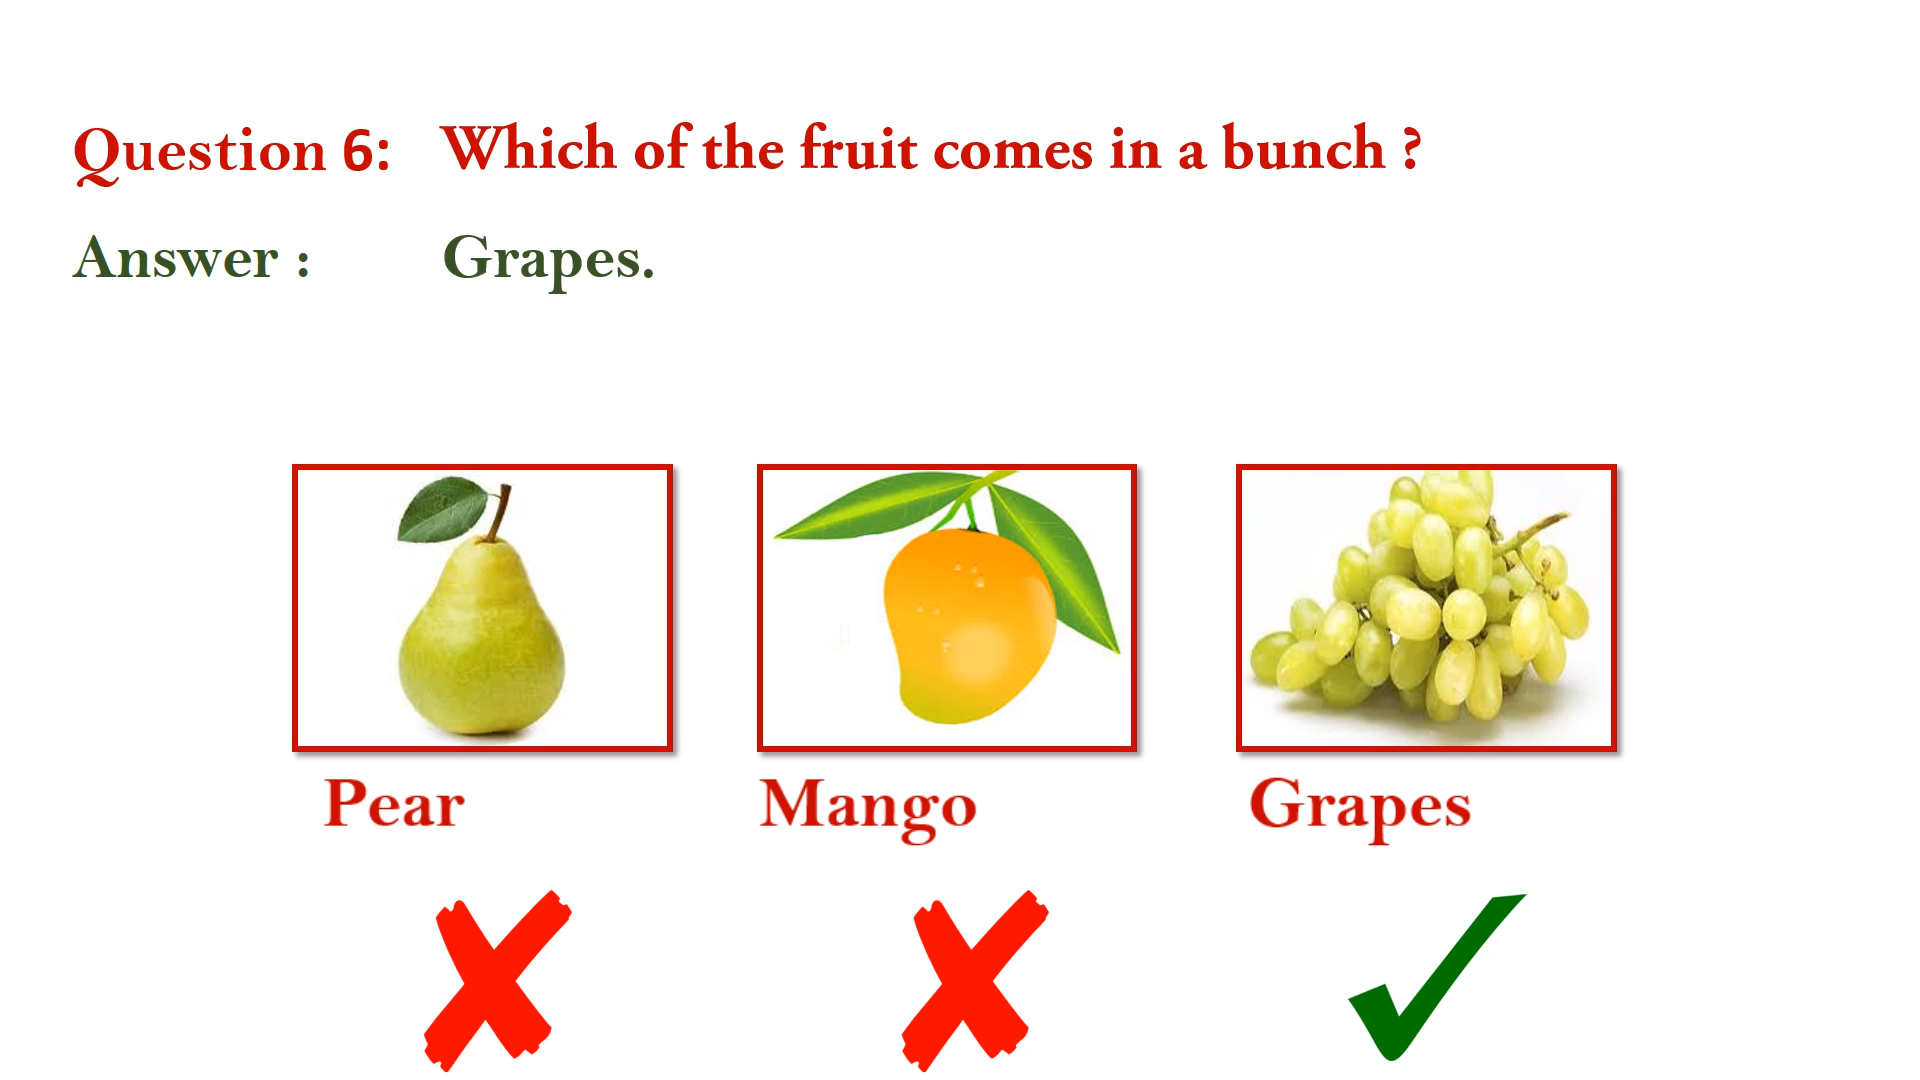 Question 6: Which of the fruit comes in a bunch ?
Answer : Grapes.
Pear Mango Grapes